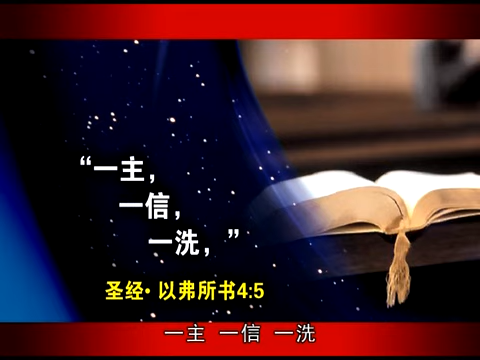 “一主，
一信，
一洗，”
圣经• 以弗所书4:5
一主 一信 一洗